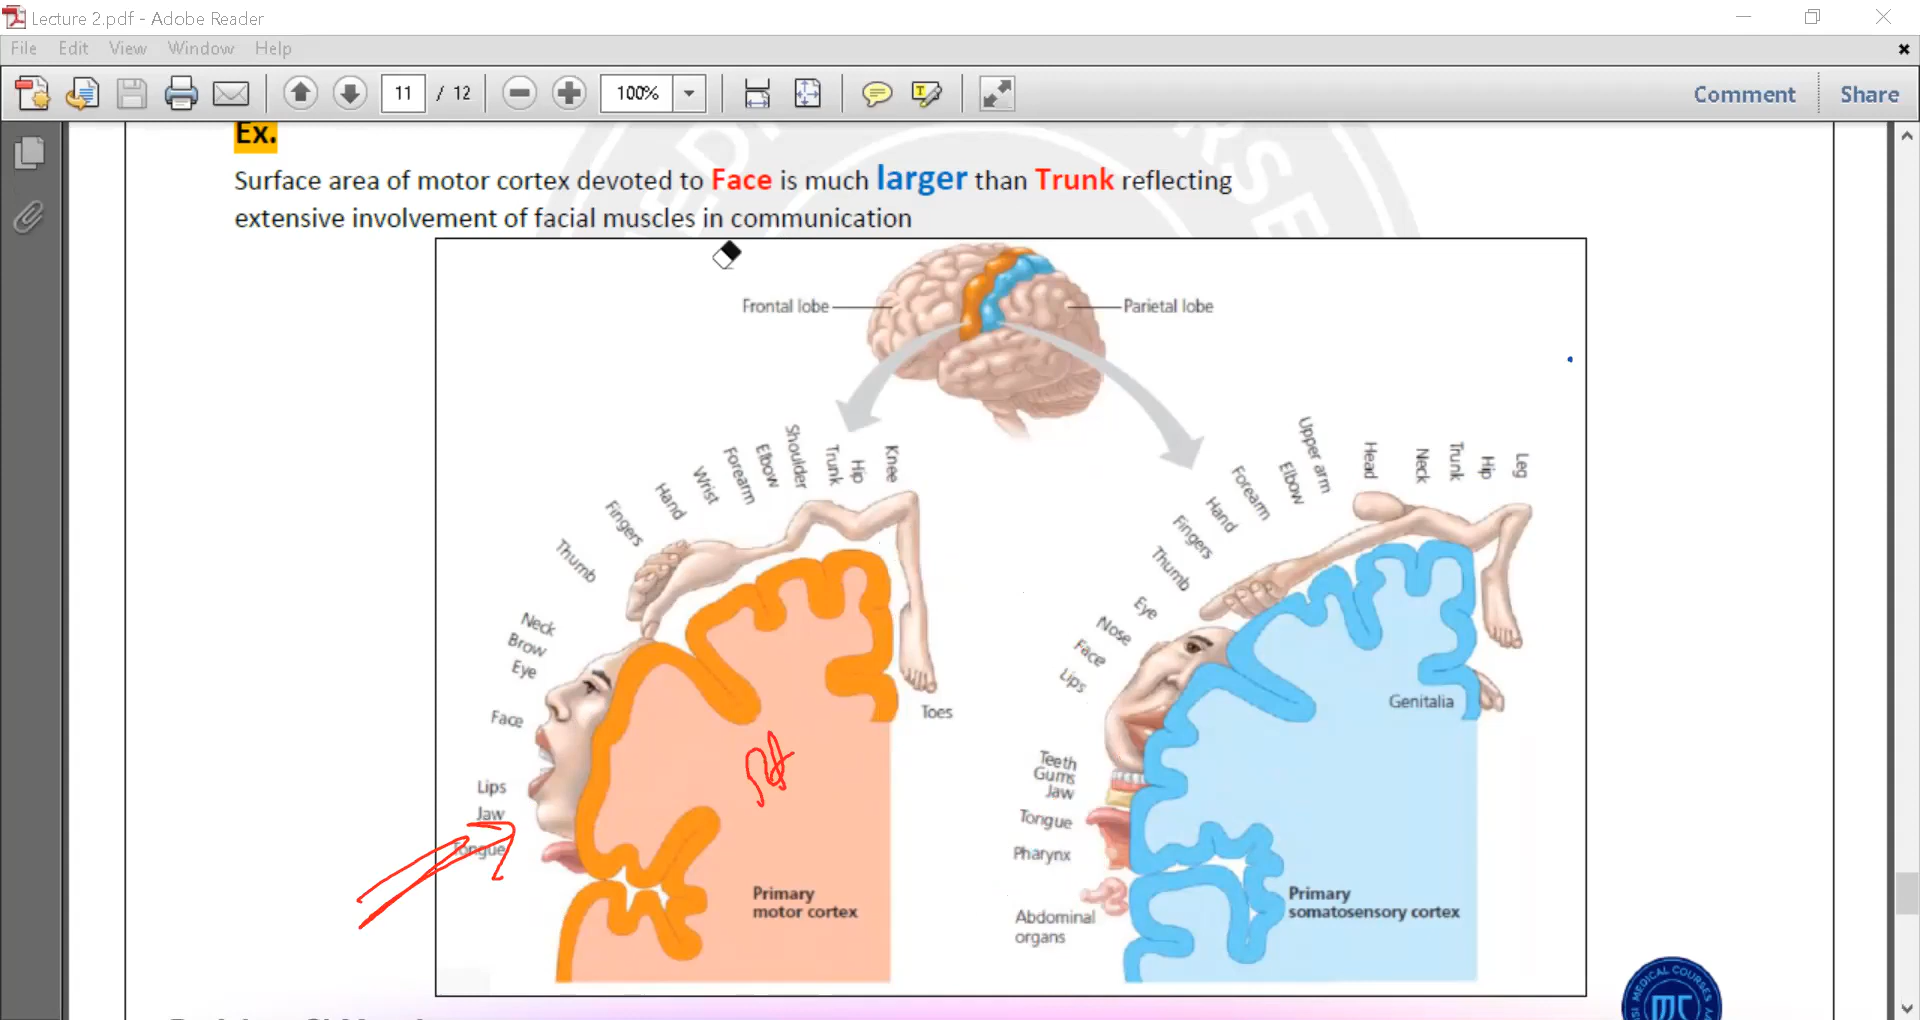 Lecture 2.pdf - Adobe Reader
File Edit View Window Help
11 / 12
100%
Comment
Share
Ex.
Surface area of motor cortex devoted to Face is much larger than Trunk reflecting
extensive involvement of facial muscles in communication
Frontal lobe
Parietal lobe
Toes
Knee
Hip
Trunk
Shoulder
Elbow
Forearm
Wrist
Hand
Fingers
Thumb
Neck
Brow
Eye
Face
Lips
Jaw
Tongue
Primary
motor cortex
Genitalia
Leg
Hip
Trunk
Neck
Head
Upper arm
Elbow
Forearm
Hand
Fingers
Thumb
Eye
Nose
Face
Lips
Teeth
Gums
Jaw
Tongue
Pharynx
Abdominal
organs
Primary
somatosensory cortex
MEDICAL COURSES
MC